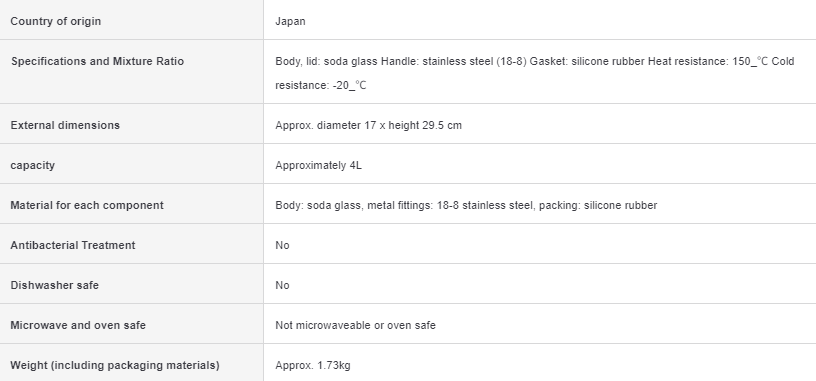 Country of origin
Japan
Specifications and Mixture Ratio
Body, lid: soda glass Handle: stainless steel (18-8) Gasket: silicone rubber Heat resistance: 150_℃ Cold
resistance: -20_℃
External dimensions
Approx. diameter 17 x height 29.5 cm
capacity
Approximately 4L
Material for each component
Body: soda glass, metal fittings: 18-8 stainless steel, packing: silicone rubber
Antibacterial Treatment
No
Dishwasher safe
No
Microwave and oven safe
Not microwaveable or oven safe
Weight (including packaging materials)
Approx. 1.73kg